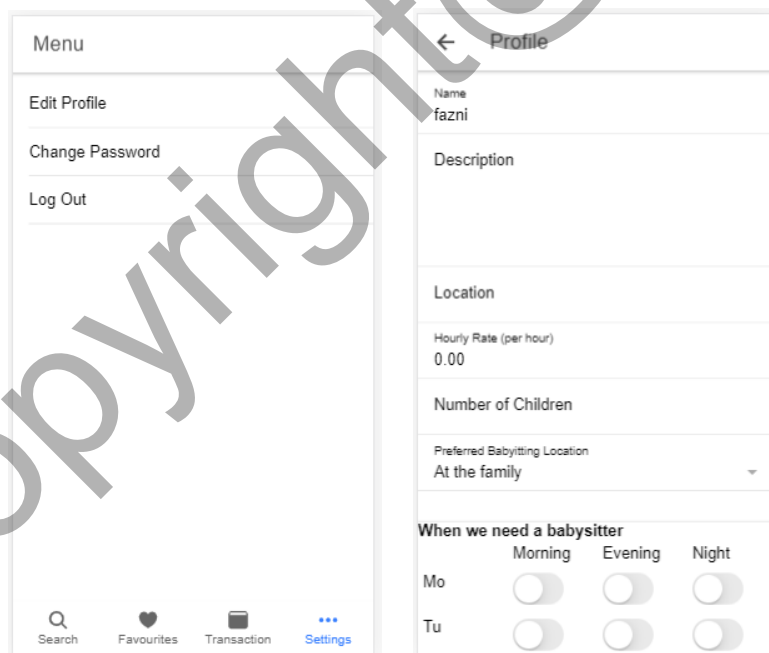 Menu
Edit Profile
Change Password
Log Out
Search Favourites Transaction Settings
Profile
Name
fazni
Description
Location
Hourly Rate (per hour)
0.00
Number of Children
Preferred Babyitting Location
At the family
When we need a babysitter
Morning Evening Night
Mo
Tu
opyright@